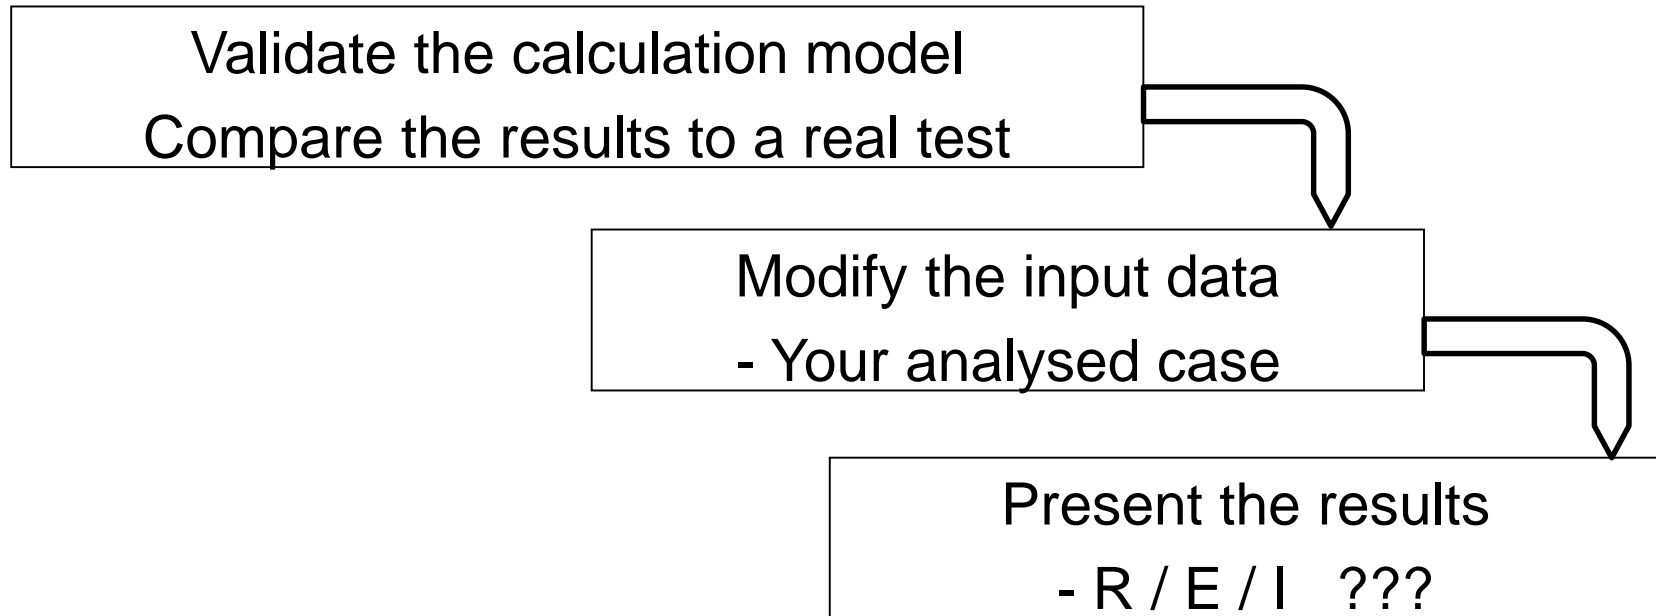 Validate the calculation model
Compare the results to a real test
Modify the input data
- Your analysed case
Present the results
- R / E / I ???